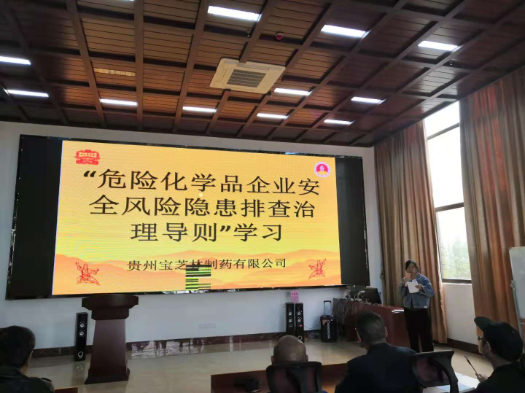 “危险化学品企业安
全风险隐患排查治
理导则”学习
贵州宝芝林制药有限公司